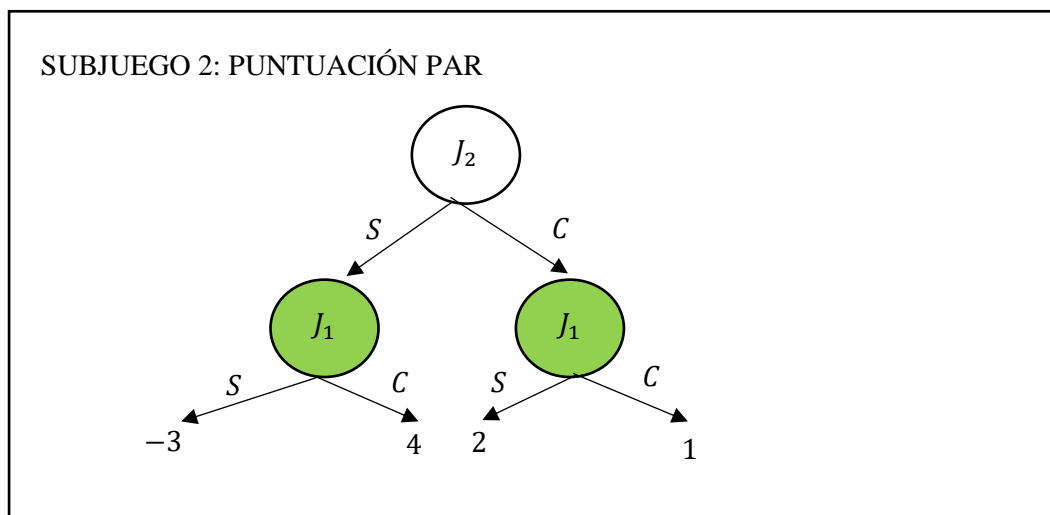 SUBJUEGO 2: PUNTUACIÓN PAR
J₂
S C
J₁ J₁
S C S C
−3 4 2 1